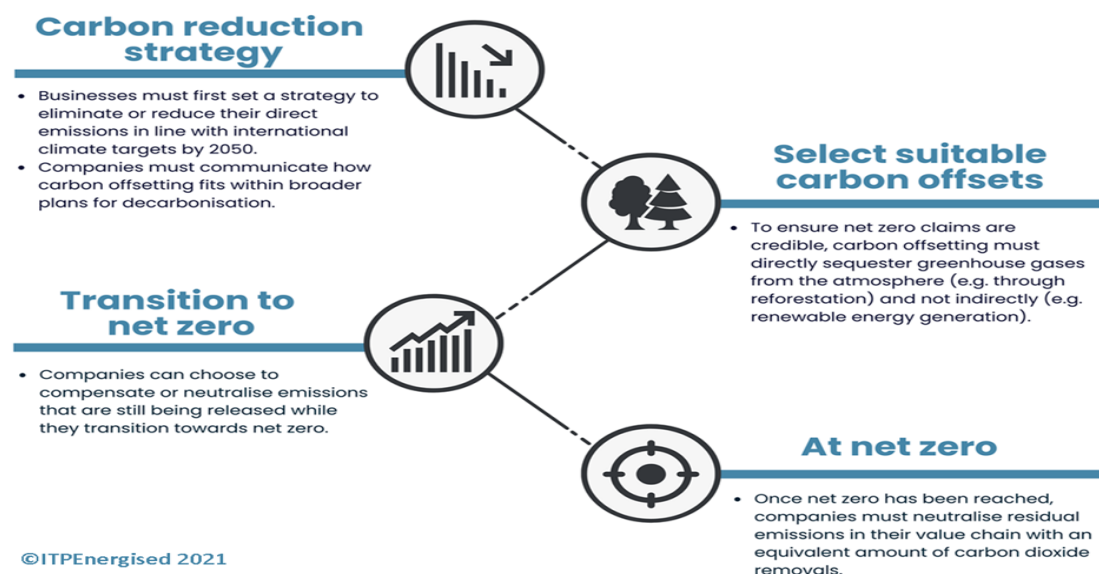 Carbon reduction
strategy
• Businesses must first set a strategy to
eliminate or reduce their direct
emissions in line with international
climate targets by 2050.
• Companies must communicate how
carbon offsetting fits within broader
plans for decarbonisation.
Select suitable
carbon offsets
• To ensure net zero claims are
credible, carbon offsetting must
directly sequester greenhouse gases
from the atmosphere (e.g. through
reforestation) and not indirectly (e.g.
renewable energy generation).
Transition to
net zero
• Companies can choose to
compensate or neutralise emissions
that are still being released while
they transition towards net zero.
At net zero
• Once net zero has been reached,
companies must neutralise residual
emissions in their value chain with an
equivalent amount of carbon dioxide
removals.
©ITPEnergised 2021